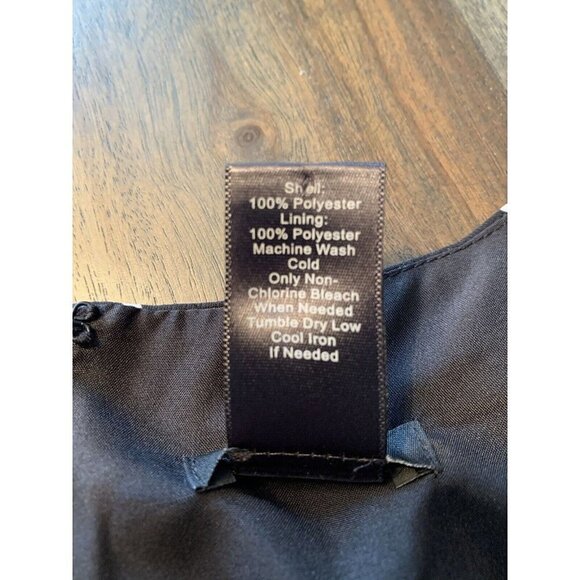 Shell:
100% Polyester
Lining:
100% Polyester
Machine Wash
Cold
Only Non-
Chlorine Bleach
When Needed
Tumble Dry Low
Cool Iron
If Needed